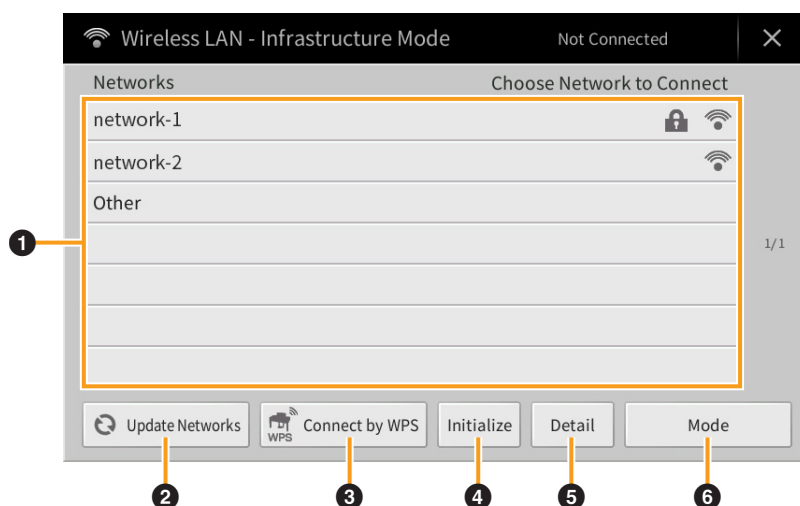 Wireless LAN - Infrastructure Mode Not Connected
Networks Choose Network to Connect
network-1
network-2
Other
1
1/1
Update Networks WPS Connect by WPS Initialize Detail Mode
2 3 4 5 6